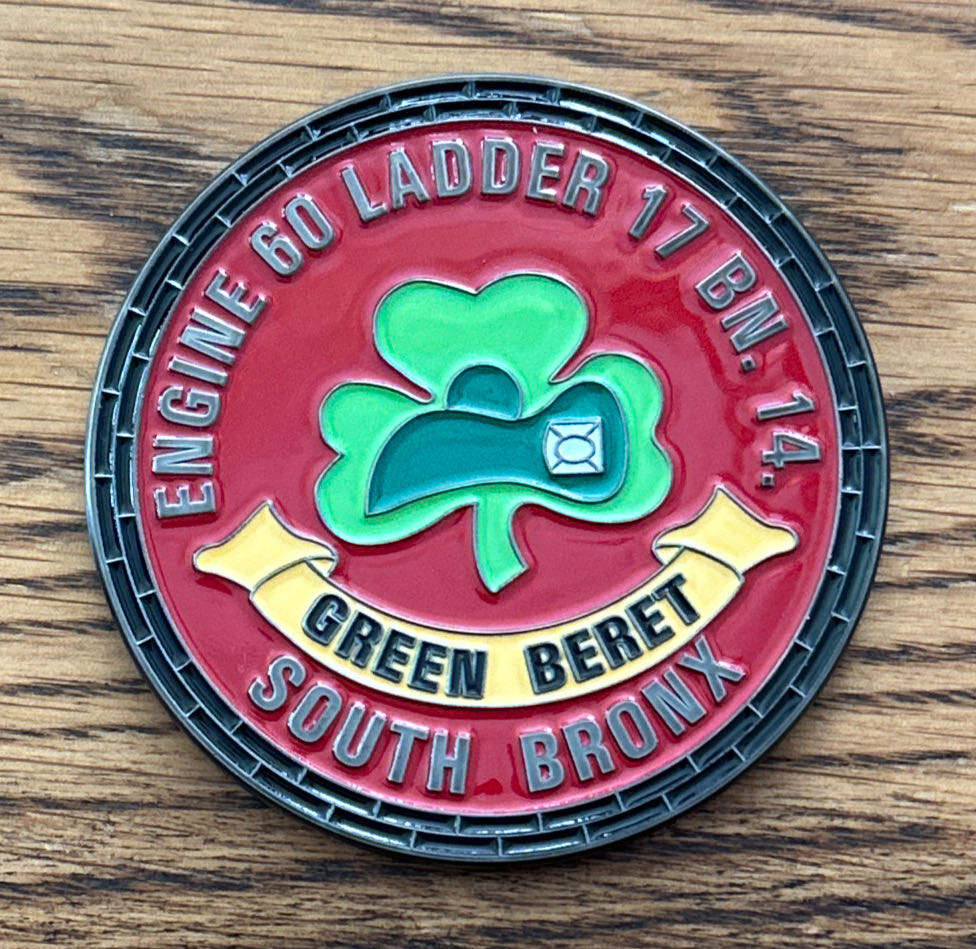 ENGINE 60 LADDER 17 BN. 14.
GREEN BERET
SOUTH BRONX